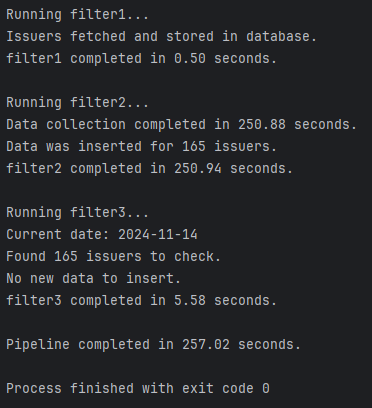 Running filter1...
Issuers fetched and stored in database.
filter1 completed in 0.50 seconds.
Running filter2...
Data collection completed in 250.88 seconds.
Data was inserted for 165 issuers.
filter2 completed in 250.94 seconds.
Running filter3...
Current date: 2024-11-14
Found 165 issuers to check.
No new data to insert.
filter3 completed in 5.58 seconds.
Pipeline completed in 257.02 seconds.
Process finished with exit code 0